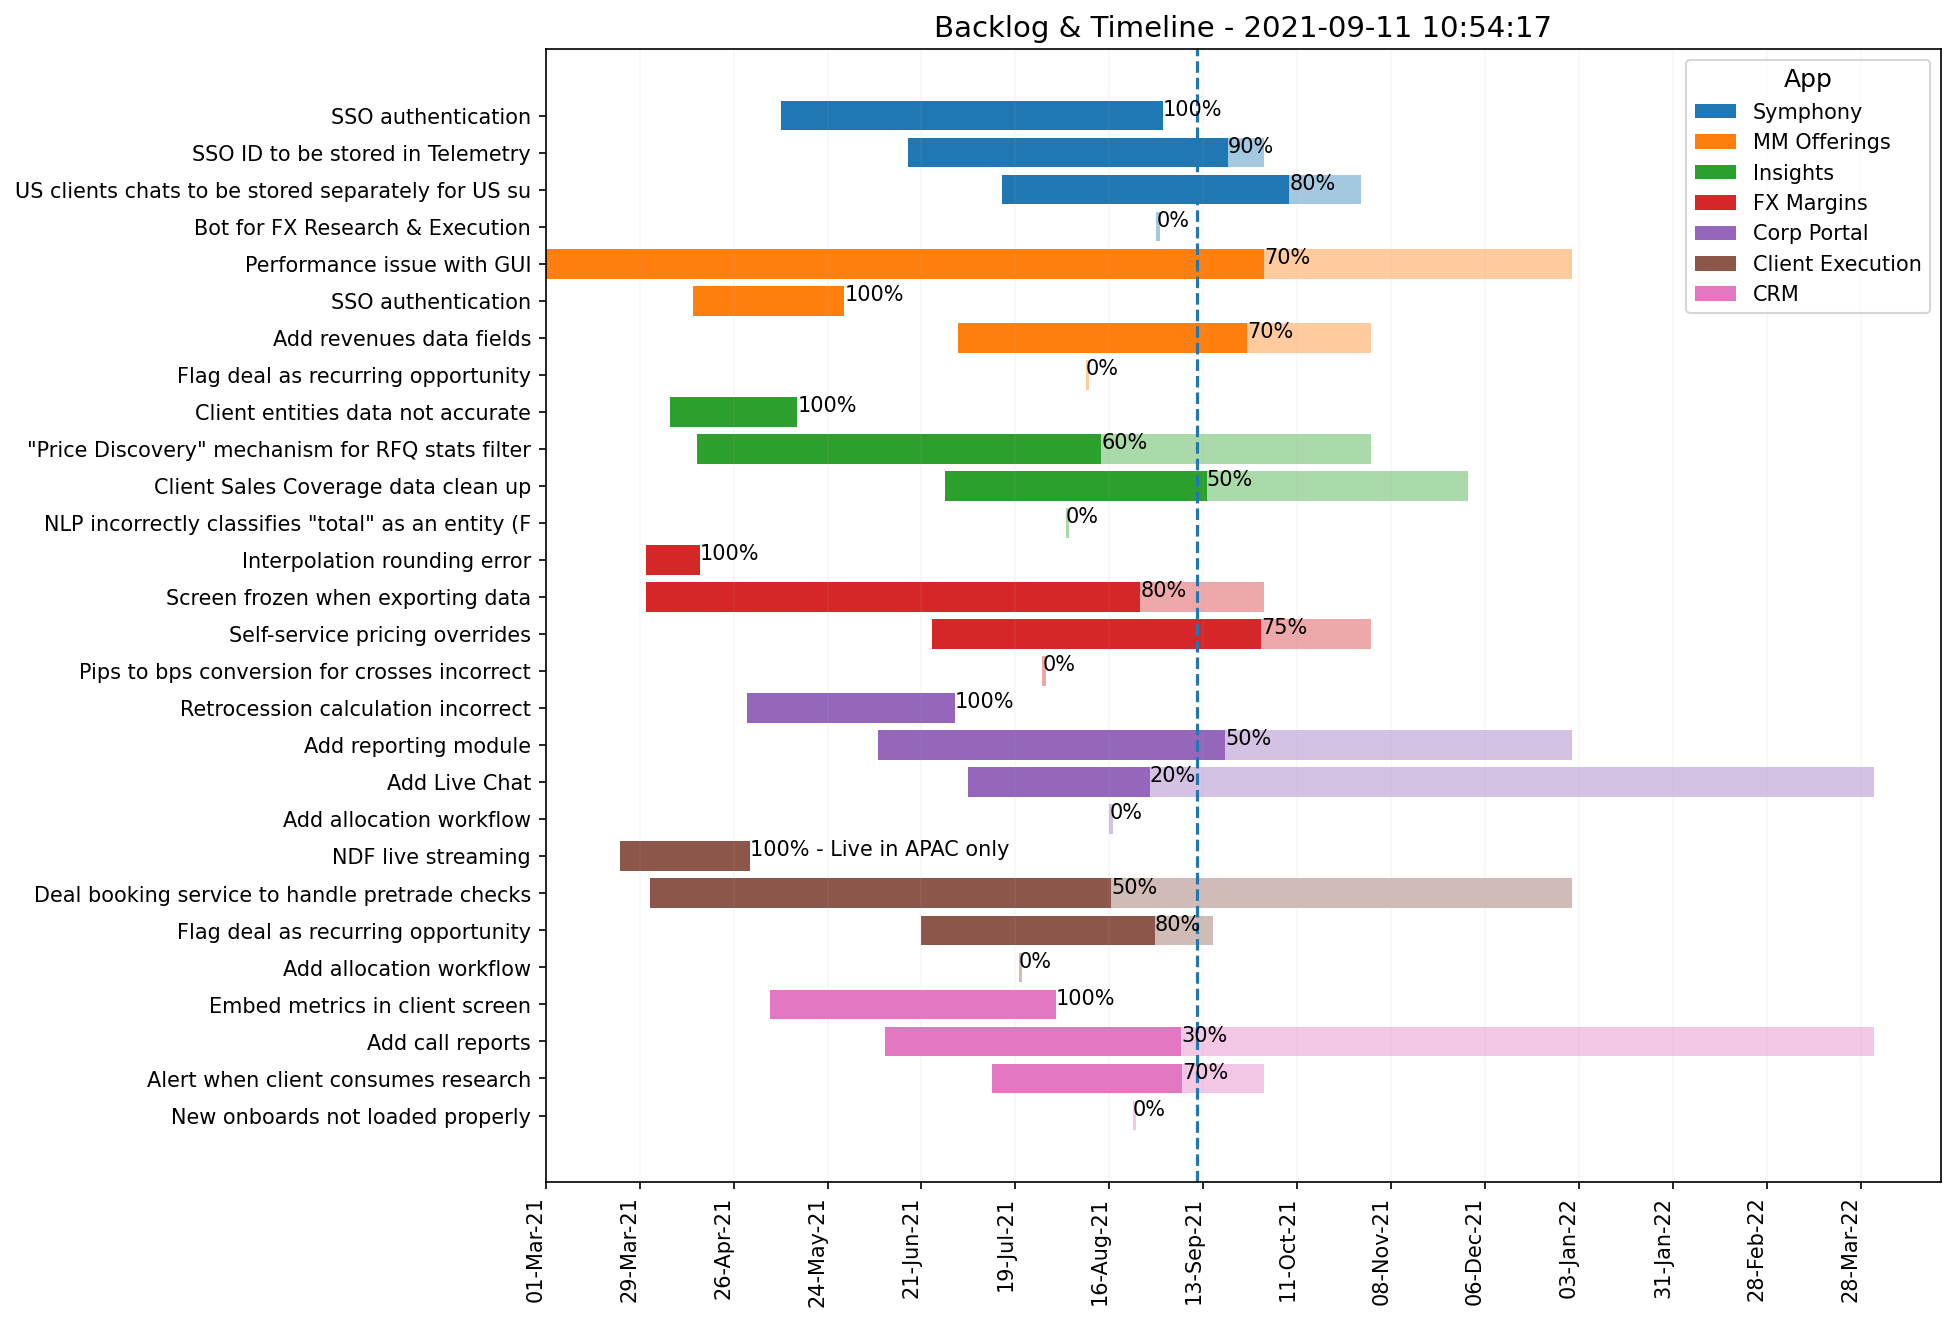 Backlog & Timeline - 2021-09-11 10:54:17
App
Symphony
MM Offerings
Insights
FX Margins
Corp Portal
Client Execution
CRM
SSO authentication 100%
SSO ID to be stored in Telemetry 90%
US clients chats to be stored separately for US su 80%
Bot for FX Research & Execution 0%
Performance issue with GUI 70%
SSO authentication 100%
Add revenues data fields 70%
Flag deal as recurring opportunity 0%
Client entities data not accurate 100%
"Price Discovery" mechanism for RFQ stats filter 60%
Client Sales Coverage data clean up 50%
NLP incorrectly classifies "total" as an entity (F 0%
Interpolation rounding error 100%
Screen frozen when exporting data 80%
Self-service pricing overrides 75%
Pips to bps conversion for crosses incorrect 0%
Retrocession calculation incorrect 100%
Add reporting module 50%
Add Live Chat 20%
Add allocation workflow 0%
NDF live streaming 100% - Live in APAC only
Deal booking service to handle pretrade checks 50%
Flag deal as recurring opportunity 80%
Add allocation workflow 0%
Embed metrics in client screen 100%
Add call reports 30%
Alert when client consumes research 70%
New onboards not loaded properly 0%
01-Mar-21
29-Mar-21
26-Apr-21
24-May-21
21-Jun-21
19-Jul-21
16-Aug-21
13-Sep-21
11-Oct-21
08-Nov-21
06-Dec-21
03-Jan-22
31-Jan-22
28-Feb-22
28-Mar-22